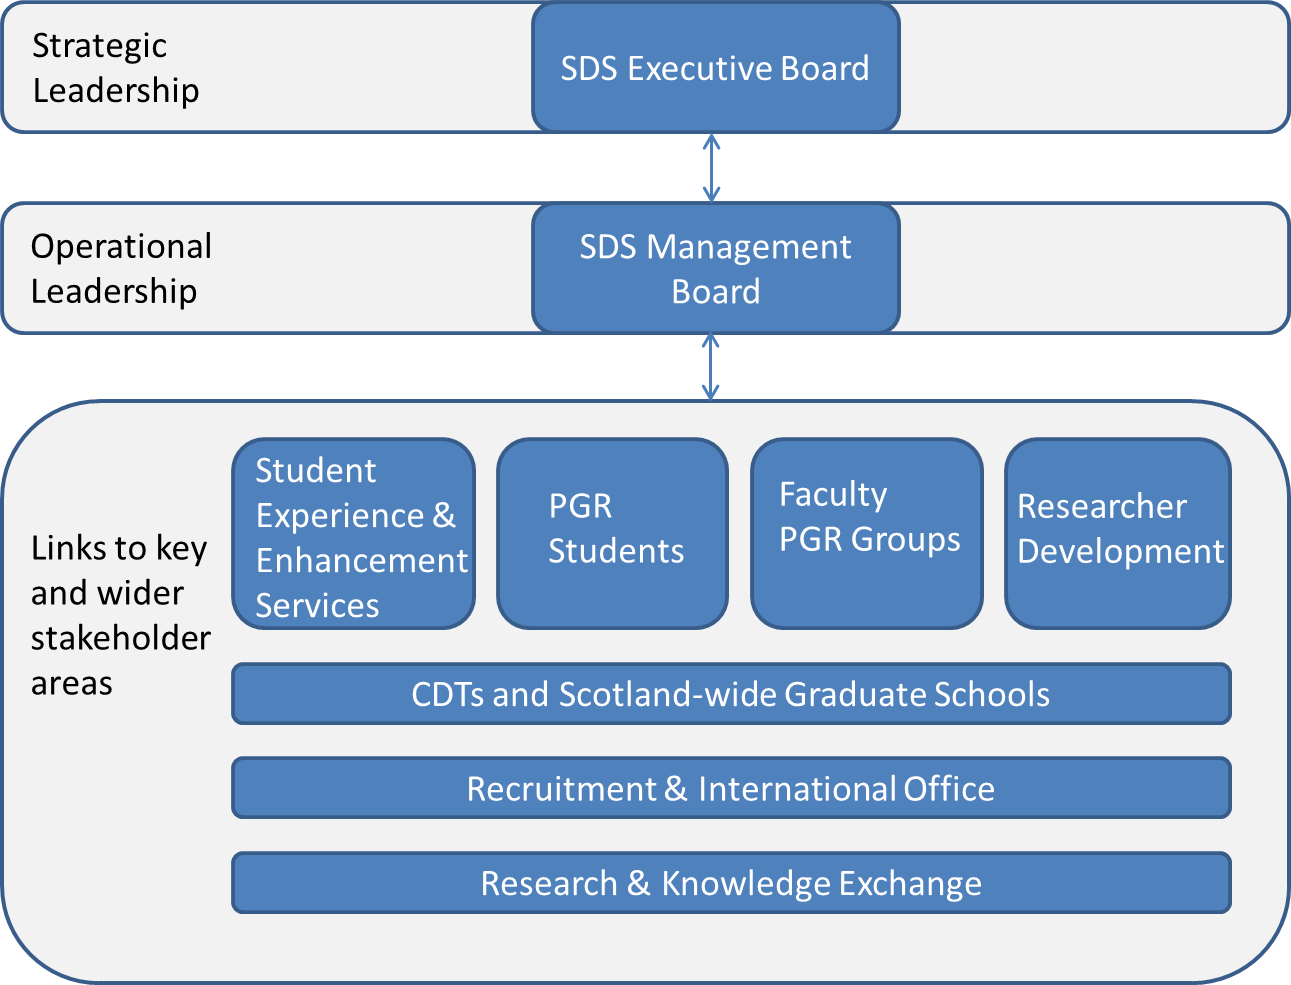 Strategic
Leadership
SDS Executive Board
Operational
Leadership
SDS Management
Board
Links to key
and wider
stakeholder
areas
Student
Experience &
Enhancement
Services
PGR
Students
Faculty
PGR Groups
Researcher
Development
CDTs and Scotland-wide Graduate Schools
Recruitment & International Office
Research & Knowledge Exchange